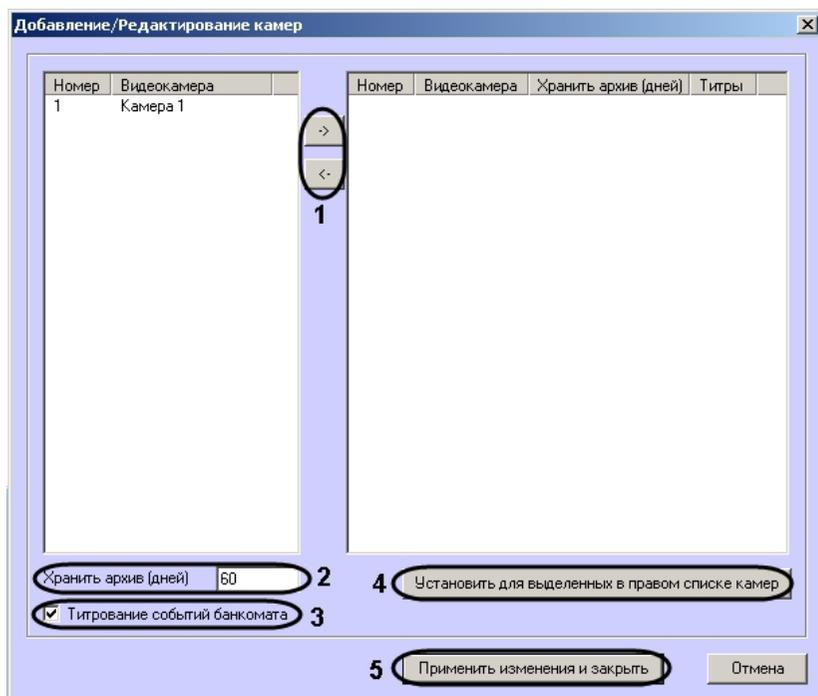 Добавление/Редактирование камер
Номер Видеокамера
1 Камера 1
->
<-
1
Номер Видеокамера Хранить архив (дней) Титры
Хранить архив (дней) 60 2
Титрование событий банкомата 3
4 Установить для выделенных в правом списке камер
5 Применить изменения и закрыть Отмена